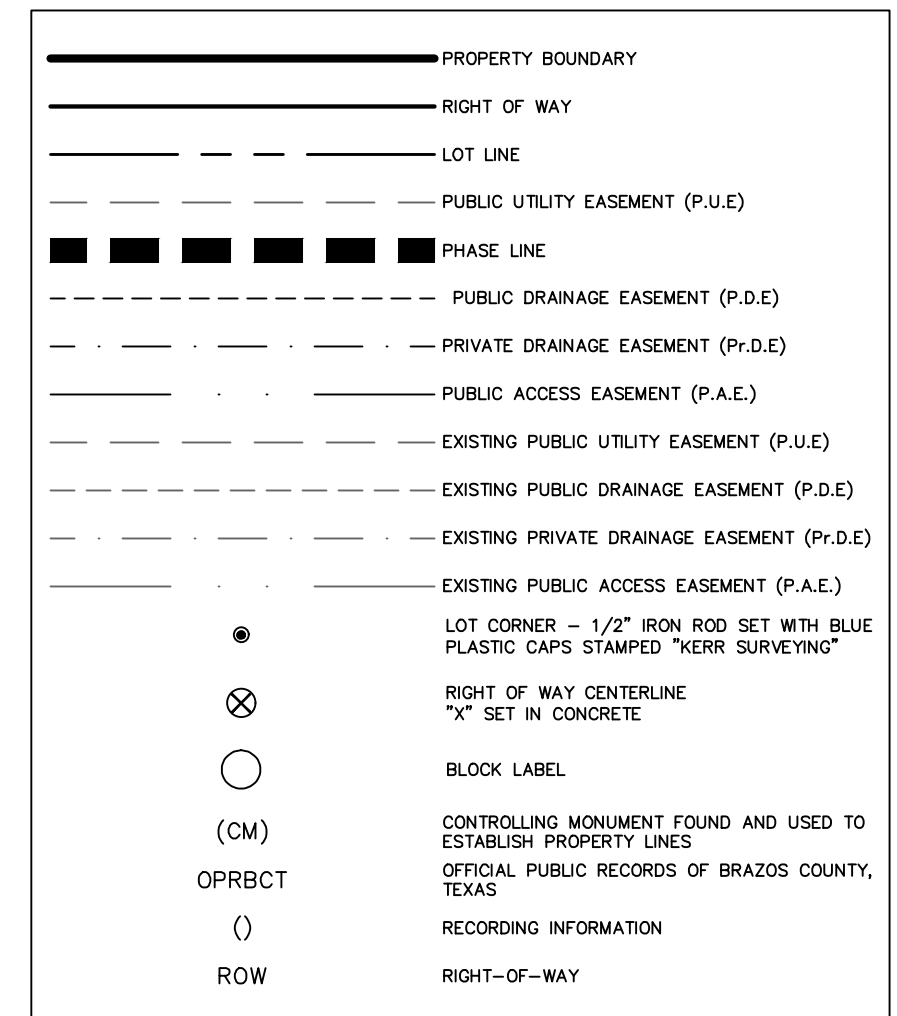 PROPERTY BOUNDARY
RIGHT OF WAY
LOT LINE
PUBLIC UTILITY EASEMENT (P.U.E)
PHASE LINE
PUBLIC DRAINAGE EASEMENT (P.D.E)
PRIVATE DRAINAGE EASEMENT (Pr.D.E)
PUBLIC ACCESS EASEMENT (P.A.E.)
EXISTING PUBLIC UTILITY EASEMENT (P.U.E)
EXISTING PUBLIC DRAINAGE EASEMENT (P.D.E)
EXISTING PRIVATE DRAINAGE EASEMENT (Pr.D.E)
EXISTING PUBLIC ACCESS EASEMENT (P.A.E.)
LOT CORNER – 1/2" IRON ROD SET WITH BLUE
PLASTIC CAPS STAMPED "KERR SURVEYING"
RIGHT OF WAY CENTERLINE
"X" SET IN CONCRETE
BLOCK LABEL
(CM) CONTROLLING MONUMENT FOUND AND USED TO
ESTABLISH PROPERTY LINES
OPRBCT OFFICIAL PUBLIC RECORDS OF BRAZOS COUNTY,
TEXAS
() RECORDING INFORMATION
ROW RIGHT–OF–WAY